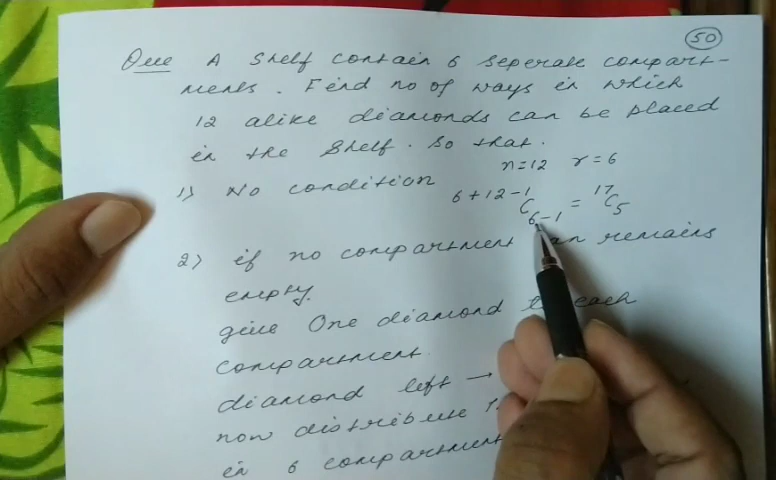 50
Que A Shelf contain 6 seperate compart-
ments. Find no of ways in which
12 alike diamonds can be placed
in the Shelf. So that.
n=12 r=6
1) No condition 6+12-1C6-1 = 17C5
2) if no compartment can remains
empty.
give One diamond to each
compartment.
diamond left →
now distribute
in 6 compartment